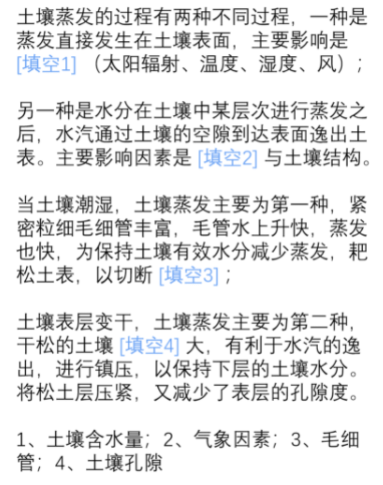 土壤蒸发的过程有两种不同过程，一种是
蒸发直接发生在土壤表面，主要影响是
[填空1] （太阳辐射、温度、湿度、风）；
另一种是水分在土壤中某层次进行蒸发之
后，水汽通过土壤的空隙到达表面逸出土
表。主要影响因素是 [填空2] 与土壤结构。
当土壤潮湿，土壤蒸发主要为第一种，紧
密粒细毛细管丰富，毛管水上升快，蒸发
也快，为保持土壤有效水分减少蒸发，耙
松土表，以切断 [填空3] ；
土壤表层变干，土壤蒸发主要为第二种，
干松的土壤 [填空4] 大，有利于水汽的逸
出，进行镇压，以保持下层的土壤水分。
将松土层压紧，又减少了表层的孔隙度。
1、土壤含水量；2、气象因素；3、毛细
管；4、土壤孔隙